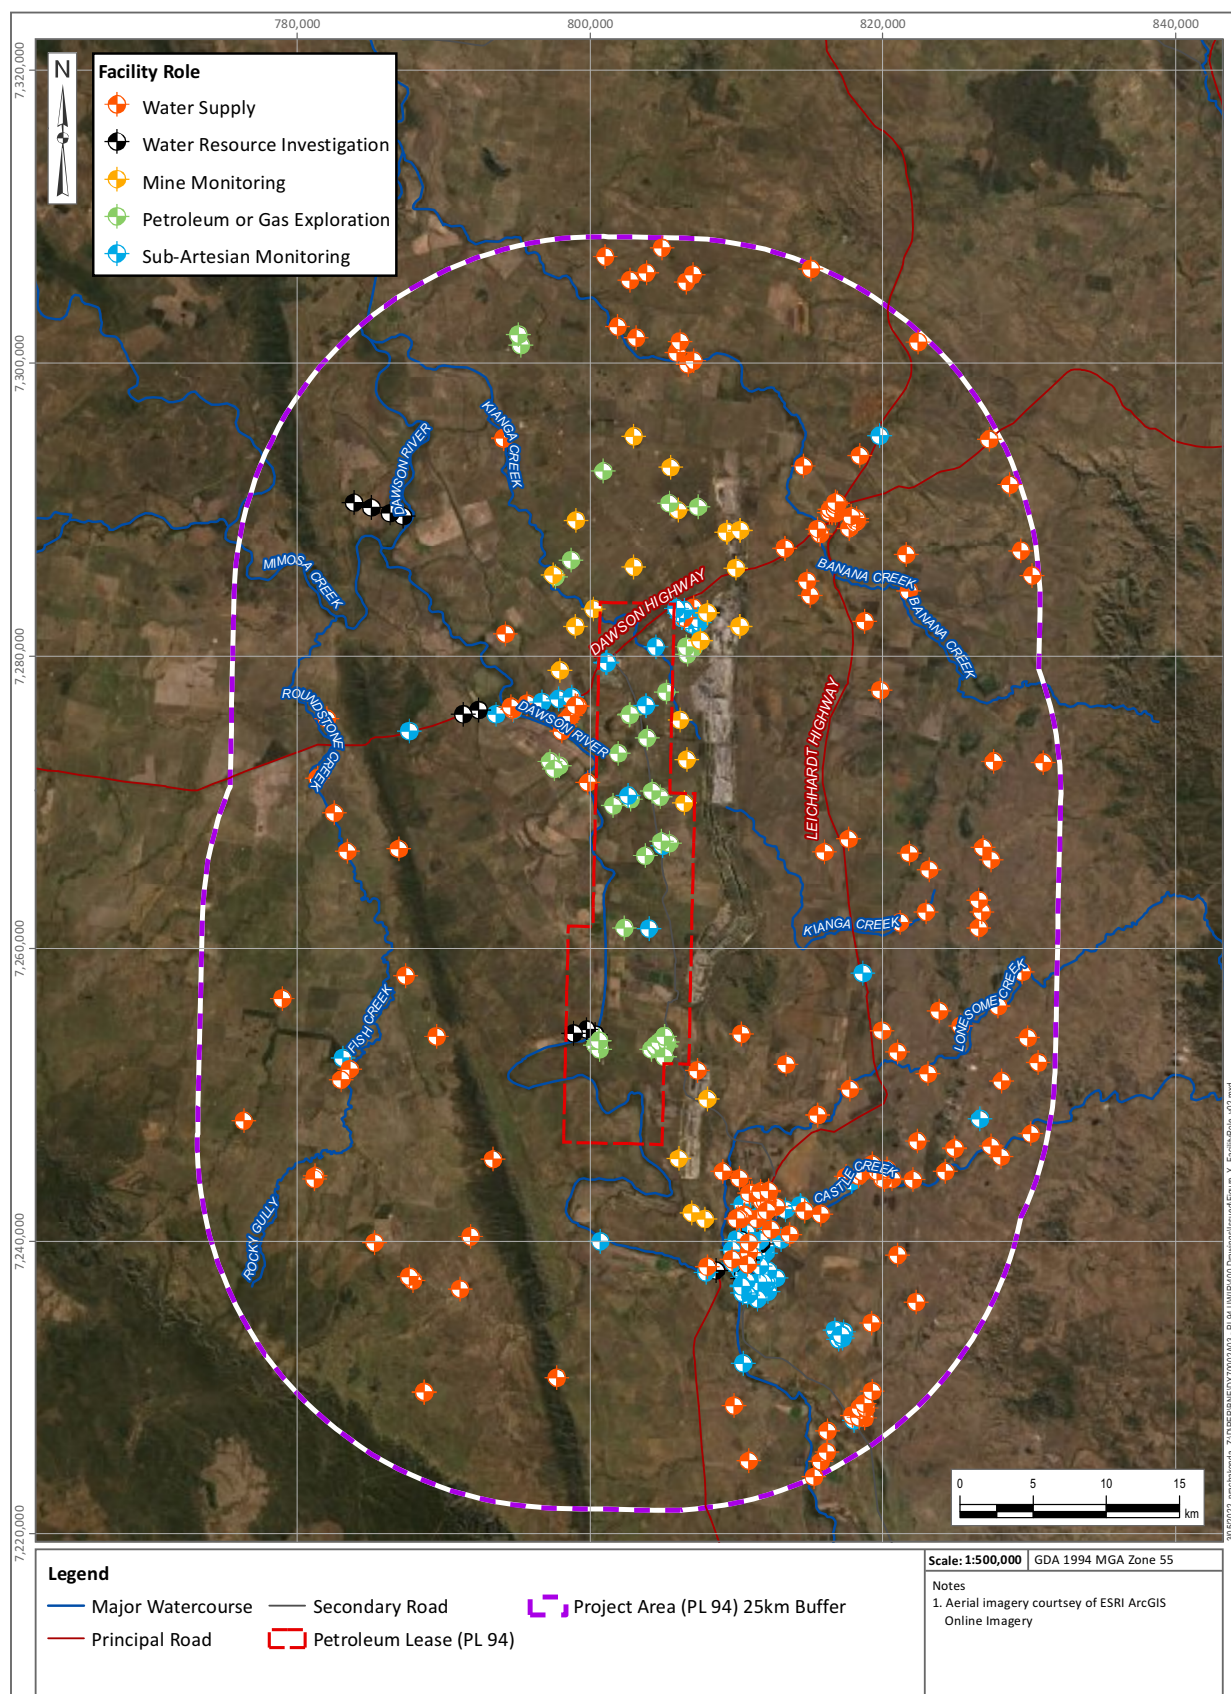 780,000
800,000
820,000
840,000
7,320,000
7,300,000
7,280,000
7,260,000
7,240,000
7,220,000
N
Facility Role
Water Supply
Water Resource Investigation
Mine Monitoring
Petroleum or Gas Exploration
Sub-Artesian Monitoring
KIANGA CREEK
DAWSON RIVER
MIMOSA CREEK
BANANA CREEK
BANANA CREEK
DAWSON HIGHWAY
ROUNDSTONE CREEK
DAWSON RIVER
LEICHHARDT HIGHWAY
KIANGA CREEK
LONESOME CREEK
FISH CREEK
CASTLE CREEK
ROCKY GULLY
0 5 10 15
km
Legend
Major Watercourse
Secondary Road
Project Area (PL 94) 25km Buffer
Principal Road
Petroleum Lease (PL 94)
Scale: 1:500,000
GDA 1994 MGA Zone 55
Notes
1. Aerial imagery courtsey of ESRI ArcGIS
Online Imagery